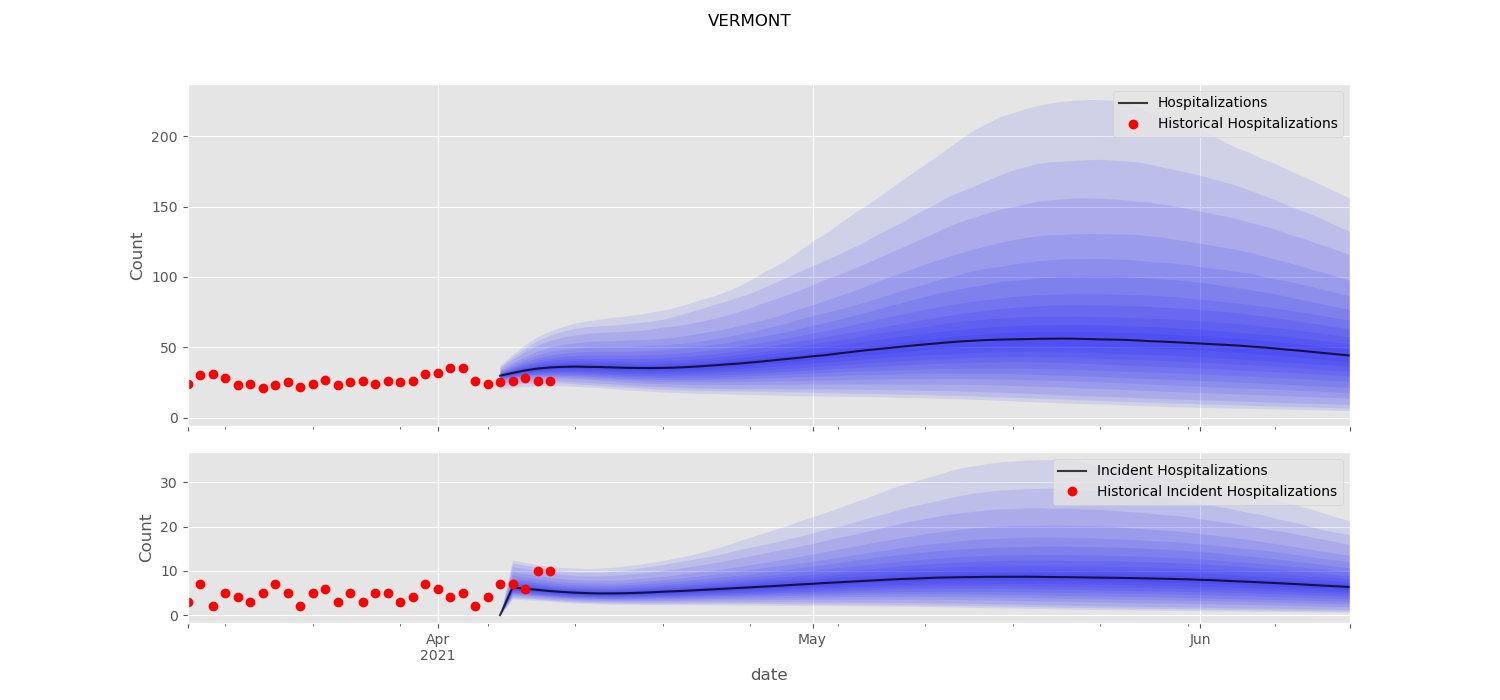 VERMONT
Hospitalizations
Historical Hospitalizations
200
150
100
50
0
Count
Incident Hospitalizations
Historical Incident Hospitalizations
30
20
10
0
Count
Apr
2021
May
Jun
date